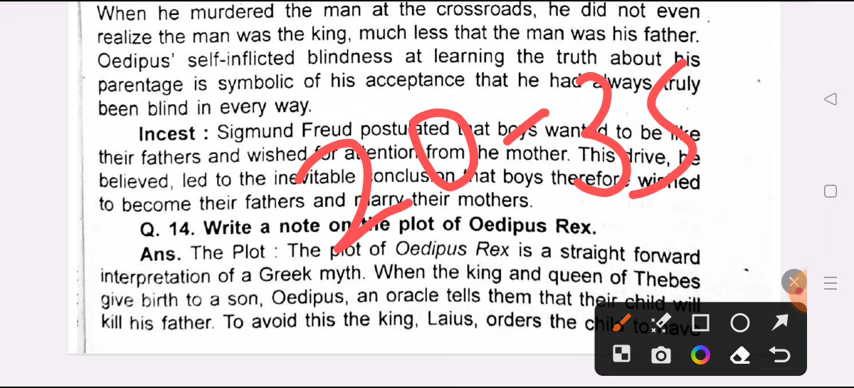 When he murdered the man at the crossroads, he did not even
realize the man was the king, much less that the man was his father.
Oedipus' self-inflicted blindness at learning the truth about his
parentage is symbolic of his acceptance that he had always truly
been blind in every way.
Incest : Sigmund Freud postulated that boys wanted to be like
their fathers and wished for attention from the mother. This drive, he
believed, led to the inevitable conclusion that boys therefore wished
to become their fathers and marry their mothers.
20-35
Q. 14. Write a note on the plot of Oedipus Rex.
Ans. The Plot : The plot of Oedipus Rex is a straight forward
interpretation of a Greek myth. When the king and queen of Thebes
give birth to a son, Oedipus, an oracle tells them that their child will
kill his father. To avoid this the king, Laius, orders the child to have